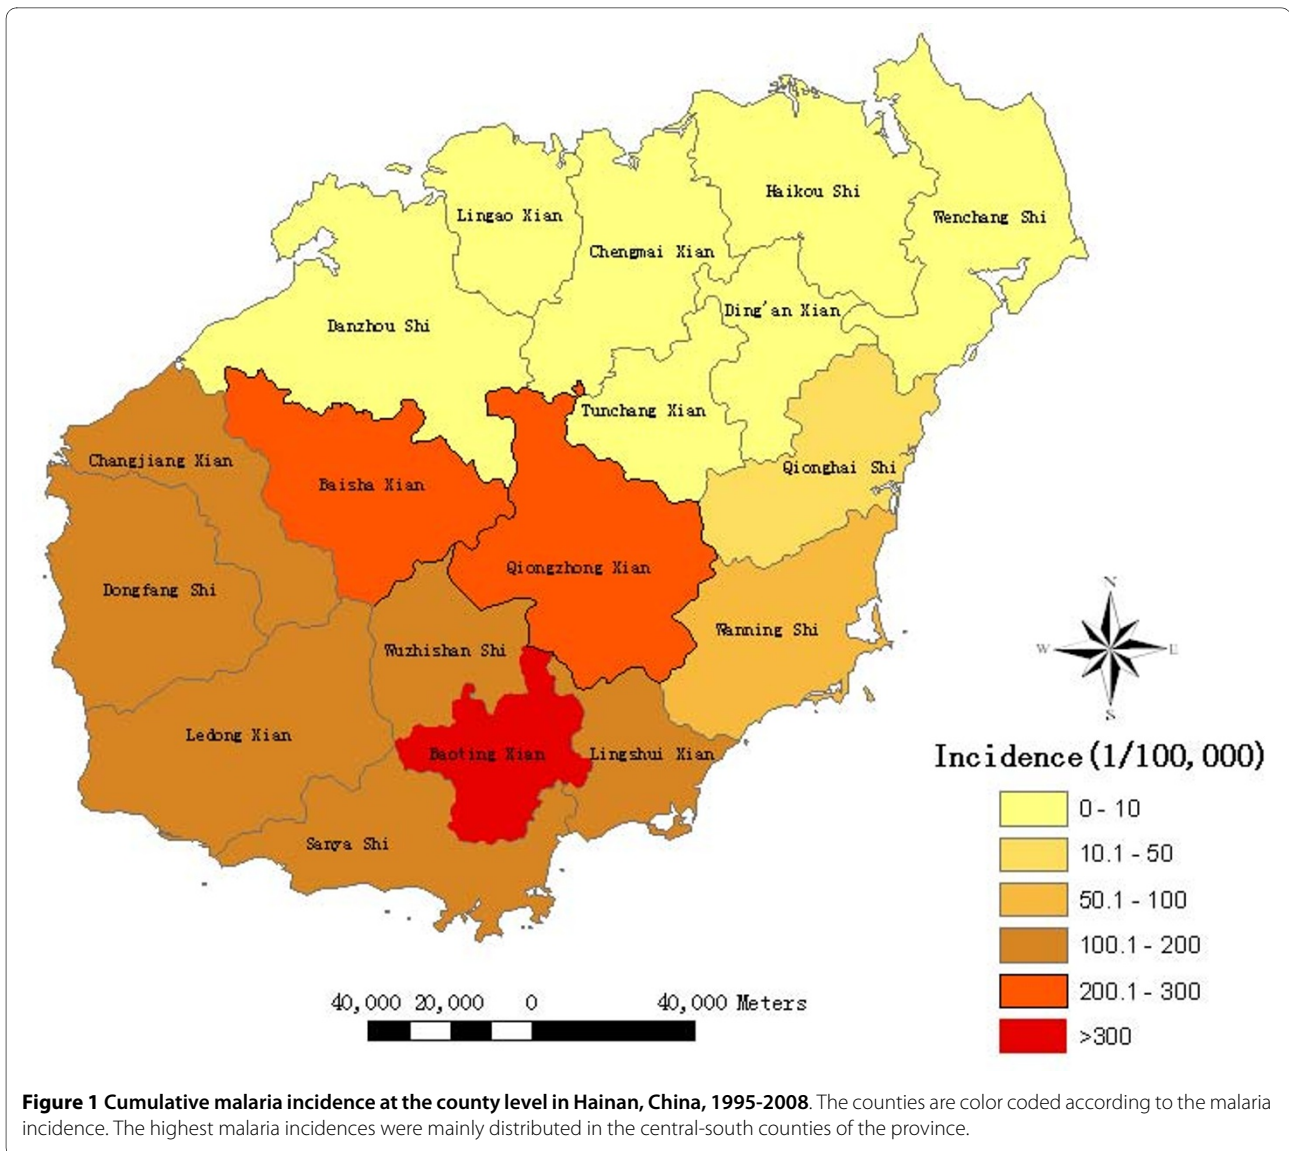 Haikou Shi
Lingao Xian
Wenchang Shi
Chengmai Xian
Ding'an Xian
Danzhou Shi
Tunchang Xian
Changjiang Xian
Qionghai Shi
Baisha Xian
Qiongzhong Xian
Dongfang Shi
Wanning Shi
Wuzhishan Shi
Ledong Xian
Baoting Xian
Lingshui Xian
Sanya Shi
N
W E
S
Incidence(1/100,000)
0 - 10
10.1 - 50
50.1 - 100
100.1 - 200
200.1 - 300
>300
40,000 20,000 0 40,000 Meters
Figure 1 Cumulative malaria incidence at the county level in Hainan, China, 1995-2008. The counties are color coded according to the malaria
incidence. The highest malaria incidences were mainly distributed in the central-south counties of the province.